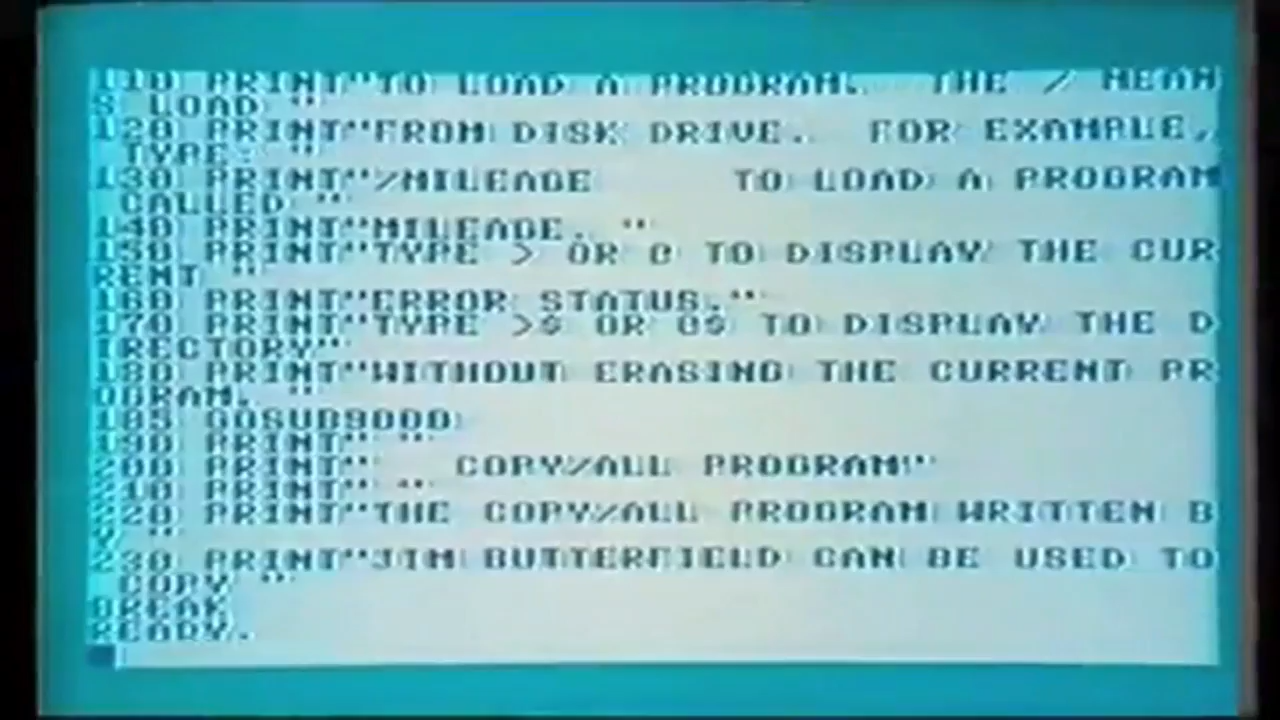 110 PRINT"TO LOAD A PROGRAM.  THE / MEAN
S LOAD "
120 PRINT"FROM DISK DRIVE.  FOR EXAMPLE,
 TYPE: "
130 PRINT"/MILEAGE     TO LOAD A PROGRAM
 CALLED "
140 PRINT"MILEAGE. "
150 PRINT"TYPE > OR @ TO DISPLAY THE CUR
RENT "
160 PRINT"ERROR STATUS."
170 PRINT"TYPE >$ OR @$ TO DISPLAY THE D
IRECTORY"
180 PRINT"WITHOUT ERASING THE CURRENT PR
OGRAM. "
185 GOSUB9000
190 PRINT" "
200 PRINT"   COPY/ALL PROGRAM"
210 PRINT" "
220 PRINT"THE COPY/ALL PROGRAM WRITTEN B
Y "
230 PRINT"JIM BUTTERFIELD CAN BE USED TO
 COPY "
BREAK
READY.